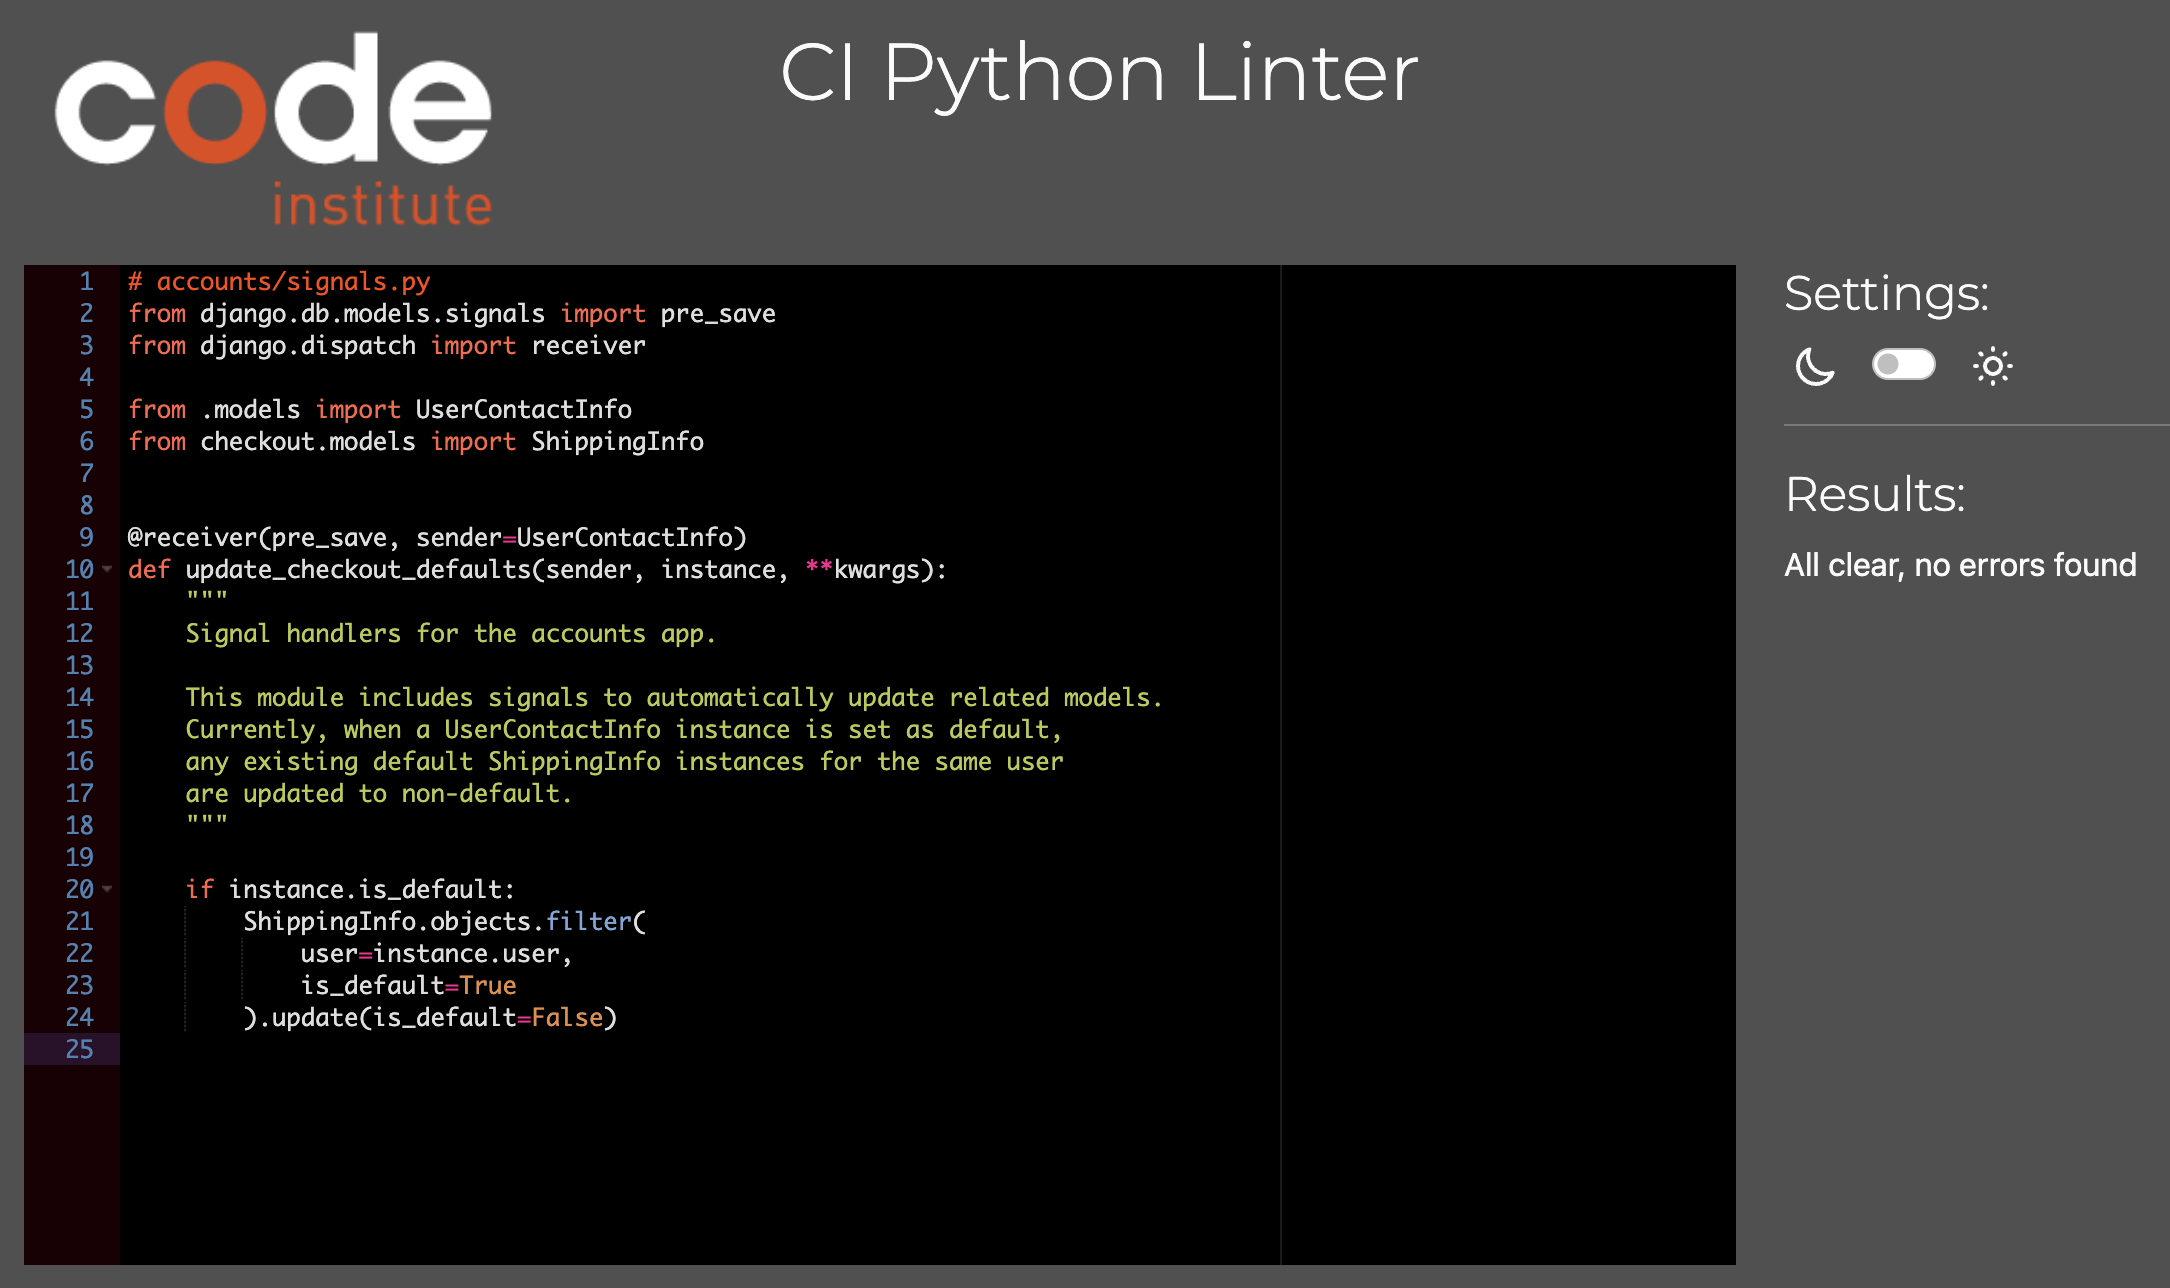 code
institute
CI Python Linter
1 # accounts/signals.py
2 from django.db.models.signals import pre_save
3 from django.dispatch import receiver
4
5 from .models import UserContactInfo
6 from checkout.models import ShippingInfo
7
8
9 @receiver(pre_save, sender=UserContactInfo)
10 def update_checkout_defaults(sender, instance, **kwargs):
11     """
12     Signal handlers for the accounts app.
13
14     This module includes signals to automatically update related models.
15     Currently, when a UserContactInfo instance is set as default,
16     any existing default ShippingInfo instances for the same user
17     are updated to non-default.
18     """
19
20     if instance.is_default:
21         ShippingInfo.objects.filter(
22             user=instance.user,
23             is_default=True
24         ).update(is_default=False)
25
Settings:
Results:
All clear, no errors found